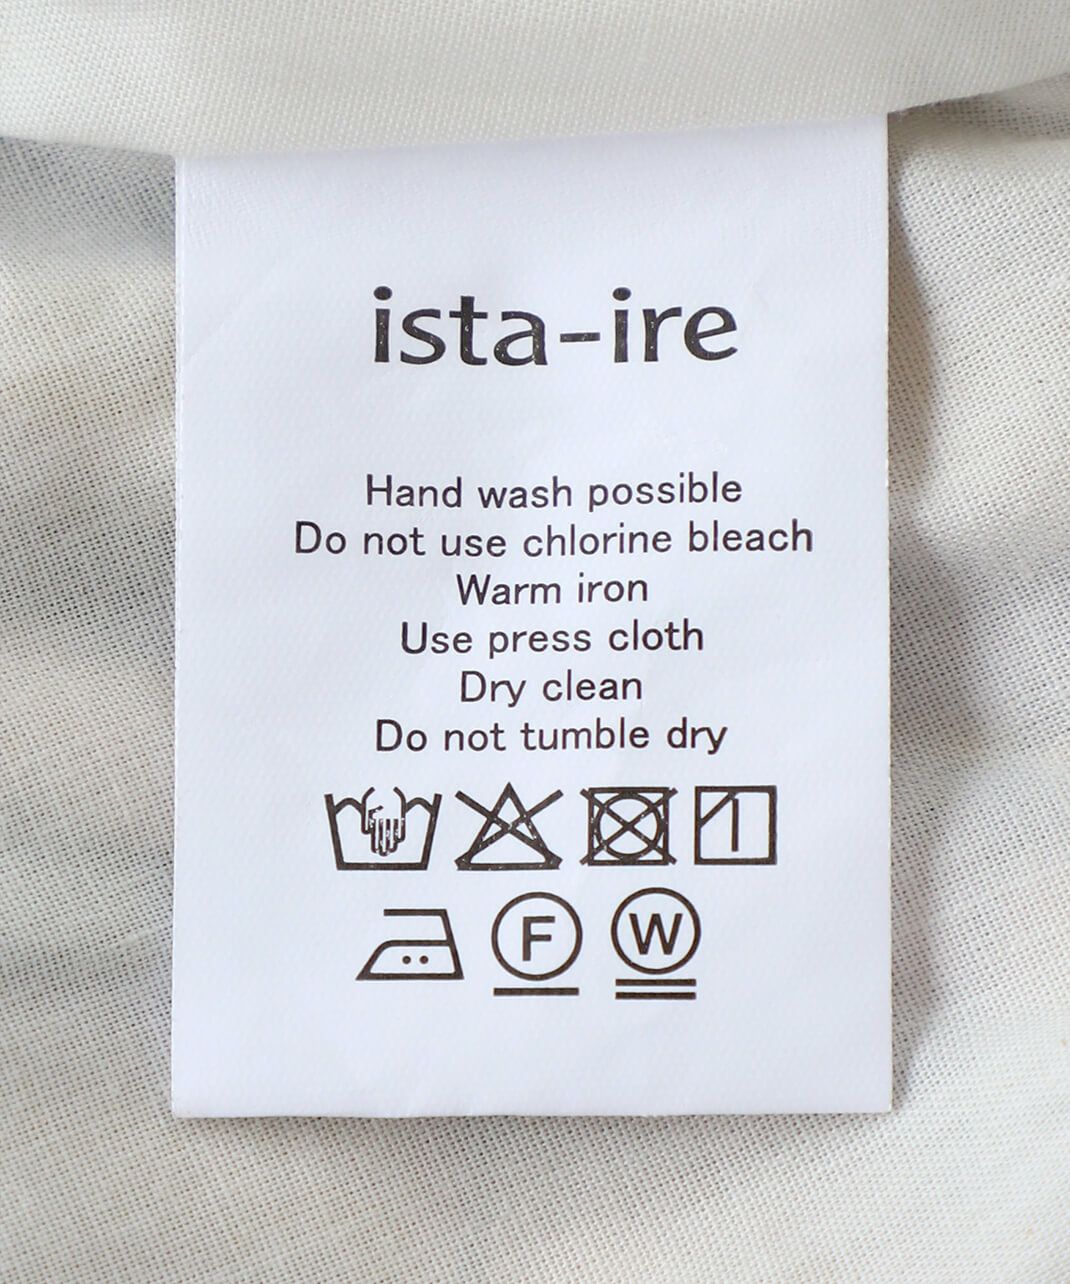 ista-ire
Hand wash possible
Do not use chlorine bleach
Warm iron
Use press cloth
Dry clean
Do not tumble dry
F W